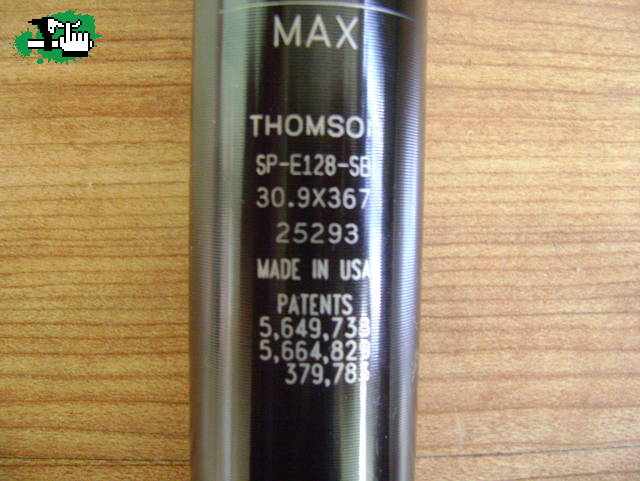 MAX
THOMSON
SP-E128-SB
30.9X367
25293
MADE IN USA
PATENTS
5,649,738
5,664,829
379,783